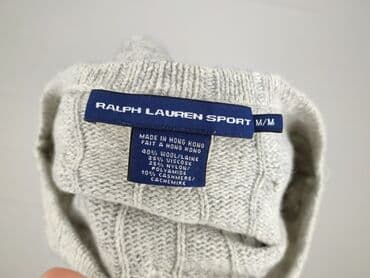 RALPH LAUREN SPORT
M/M
MADE IN HONG KONG
FAIT A HONG KONG
40% WOOL/LAINE
25% VISCOSE
25% NYLON/
POLYAMIDE
10% CASHMERE/
CACHEMIRE